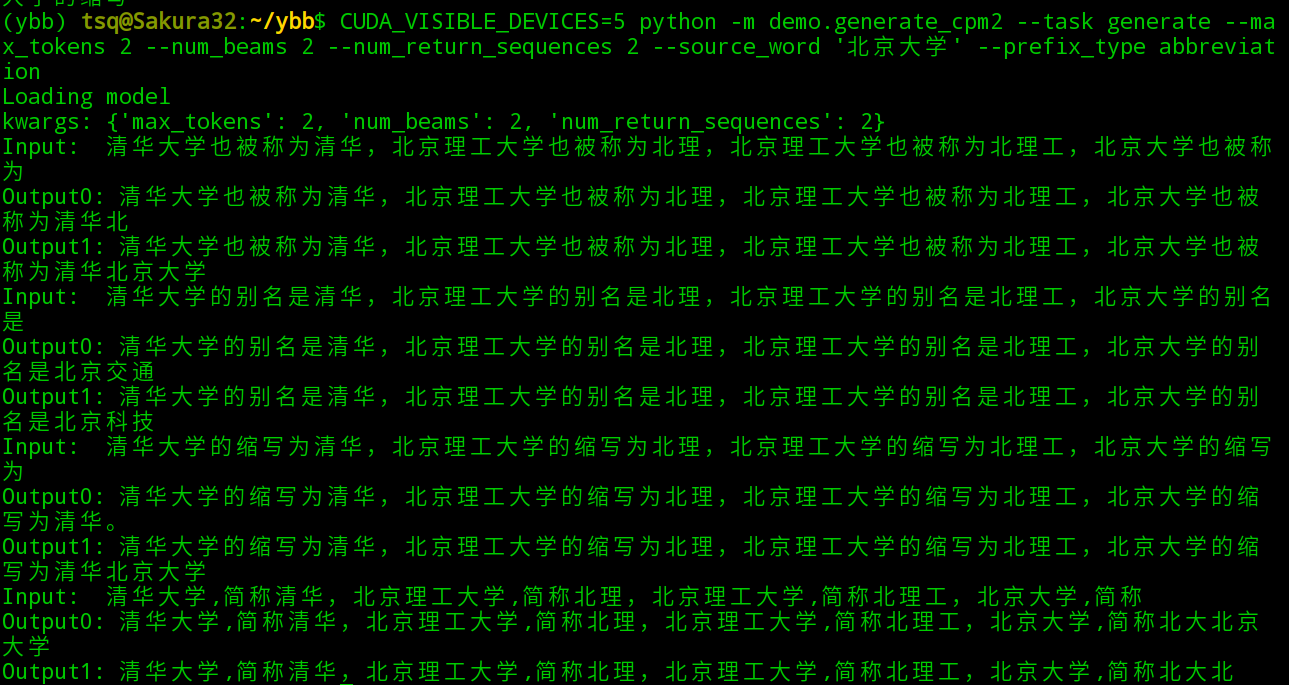 大学的缩写
(ybb) tsq@Sakura32:~/ybb$ CUDA_VISIBLE_DEVICES=5 python -m demo.generate_cpm2 --task generate --ma
x_tokens 2 --num_beams 2 --num_return_sequences 2 --source_word '北京大学' --prefix_type abbreviat
ion
Loading model
kwargs: {'max_tokens': 2, 'num_beams': 2, 'num_return_sequences': 2}
Input:  清华大学也被称为清华，北京理工大学也被称为北理，北京理工大学也被称为北理工，北京大学也被称
为
Output0: 清华大学也被称为清华，北京理工大学也被称为北理，北京理工大学也被称为北理工，北京大学也被
称为清华北
Output1: 清华大学也被称为清华，北京理工大学也被称为北理，北京理工大学也被称为北理工，北京大学也被
称为清华北京大学
Input:  清华大学的别名是清华，北京理工大学的别名是北理，北京理工大学的别名是北理工，北京大学的别名
是
Output0: 清华大学的别名是清华，北京理工大学的别名是北理，北京理工大学的别名是北理工，北京大学的别
名是北京交通
Output1: 清华大学的别名是清华，北京理工大学的别名是北理，北京理工大学的别名是北理工，北京大学的别
名是北京科技
Input:  清华大学的缩写为清华，北京理工大学的缩写为北理，北京理工大学的缩写为北理工，北京大学的缩写
为
Output0: 清华大学的缩写为清华，北京理工大学的缩写为北理，北京理工大学的缩写为北理工，北京大学的缩
写为清华。
Output1: 清华大学的缩写为清华，北京理工大学的缩写为北理，北京理工大学的缩写为北理工，北京大学的缩
写为清华北京大学
Input:  清华大学,简称清华，北京理工大学,简称北理，北京理工大学,简称北理工，北京大学,简称
Output0: 清华大学,简称清华，北京理工大学,简称北理，北京理工大学,简称北理工，北京大学,简称北大北京
大学
Output1: 清华大学,简称清华，北京理工大学,简称北理，北京理工大学,简称北理工，北京大学,简称北大北